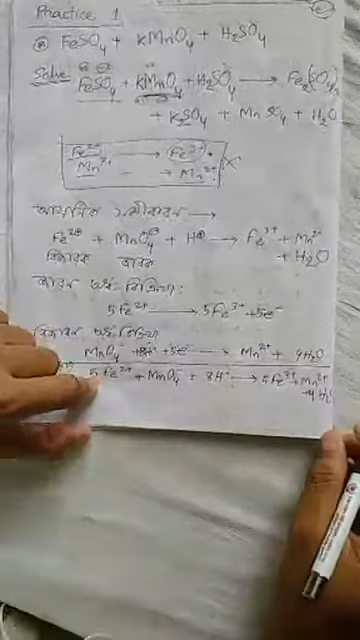 Practice 1
ⓐ FeSO₄ + KMnO₄ + H₂SO₄
Solve: FeSO₄ + KMnO₄ + H₂SO₄ → Fe₂(SO₄)₃
+ K₂SO₄ + MnSO₄ + H₂O
Fe²⁺ → Fe³⁺
Mn²⁺ → Mn²⁺
আয়নিক সমীকরণ →
Fe²⁺ + MnO₄⁻ + H⁺ → Fe³⁺ + Mn²⁺
+ H₂O
বিজারক জারক
জারণ অর্ধ বিক্রিয়া:
5Fe²⁺ → 5Fe³⁺ + 5e⁻
বিজারণ অর্ধ বিক্রিয়া
MnO₄⁻ + 8H⁺ + 5e⁻ → Mn²⁺ + 4H₂O
5Fe²⁺ + MnO₄⁻ + 8H⁺ → 5Fe³⁺ + Mn²⁺
+ 4H₂O